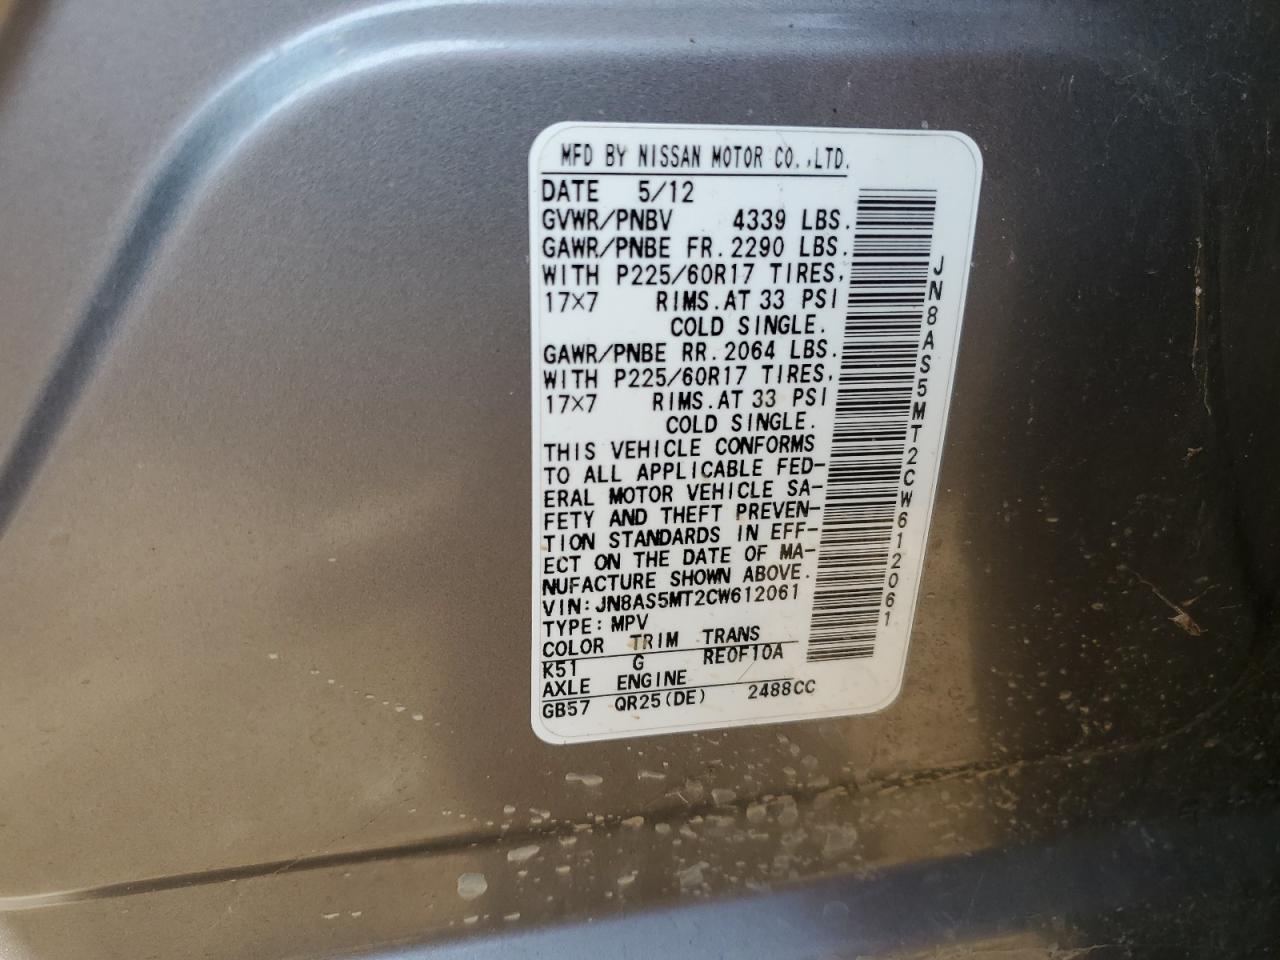 MFD BY NISSAN MOTOR CO.,LTD.
DATE 5/12
GVWR/PNBV 4339 LBS.
GAWR/PNBE FR.2290 LBS.
WITH P225/60R17 TIRES,
17×7 RIMS.AT 33 PSI
COLD SINGLE.
GAWR/PNBE RR.2064 LBS.
WITH P225/60R17 TIRES,
17×7 RIMS.AT 33 PSI
COLD SINGLE.
THIS VEHICLE CONFORMS
TO ALL APPLICABLE FED-
ERAL MOTOR VEHICLE SA-
FETY AND THEFT PREVEN-
TION STANDARDS IN EFF-
ECT ON THE DATE OF MA-
NUFACTURE SHOWN ABOVE.
VIN:JN8AS5MT2CW612061
TYPE:MPV
COLOR TRIM TRANS
K51 G RE0F10A
AXLE ENGINE
GB57 QR25(DE) 2488CC
JN8AS5MT2CW612061